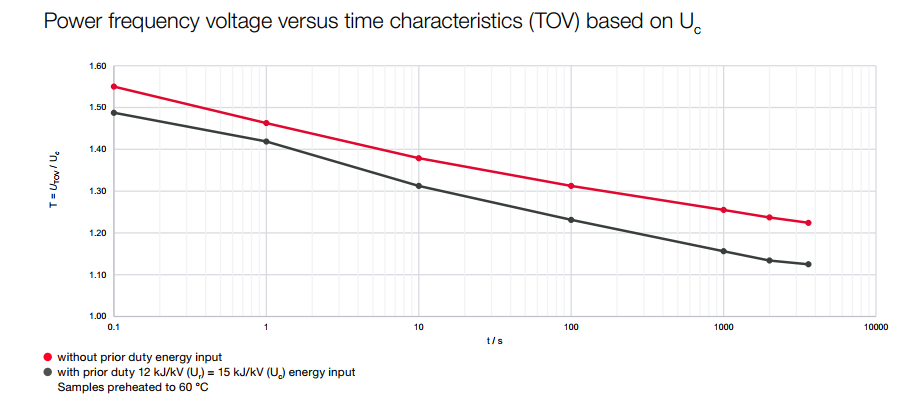 Power frequency voltage versus time characteristics (TOV) based on Uc
1.60
1.50
1.40
1.30
1.20
1.10
1.00
T = UTOV / Uc
0.1 1 10 100 1000 10000
t / s
without prior duty energy input
with prior duty 12 kJ/kV (Ur) = 15 kJ/kV (Uc) energy input
Samples preheated to 60 °C